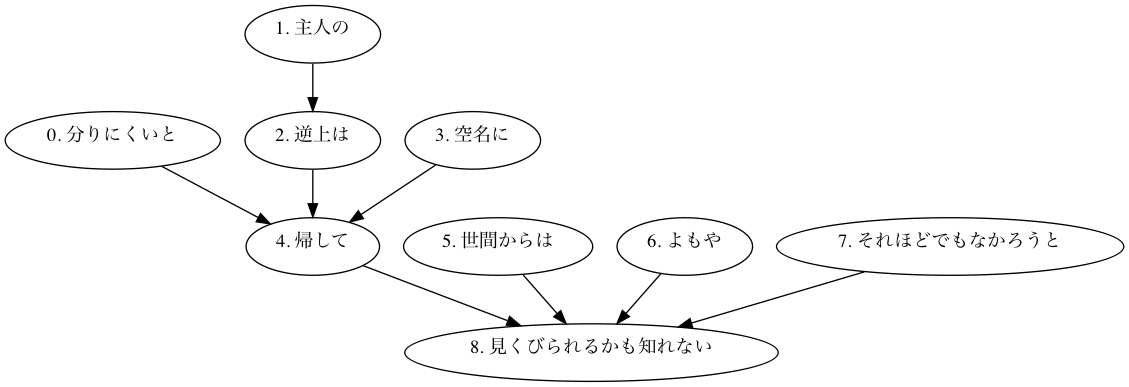 1. 主人の
0. 分りにくいと
2. 逆上は
3. 空名に
4. 帰して
5. 世間からは
6. よもや
7. それほどでもなかろうと
8. 見くびられるかも知れない